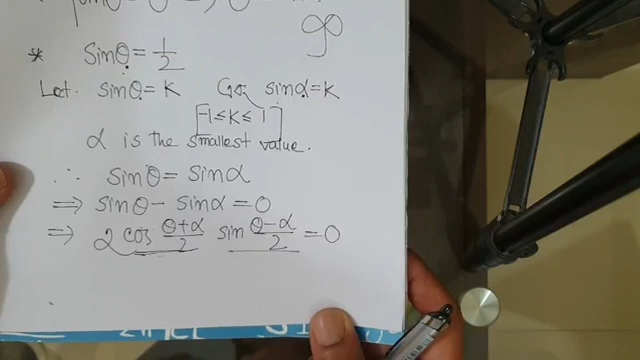 * Sinθ = 1/2
Let. sinθ = K sinα = K
[-1 ≤ K ≤ 1]
α is the smallest value.
∴ sinθ = sinα
⇒ sinθ - sinα = 0
⇒ 2 cos (θ+α)/2 sin (θ-α)/2 = 0